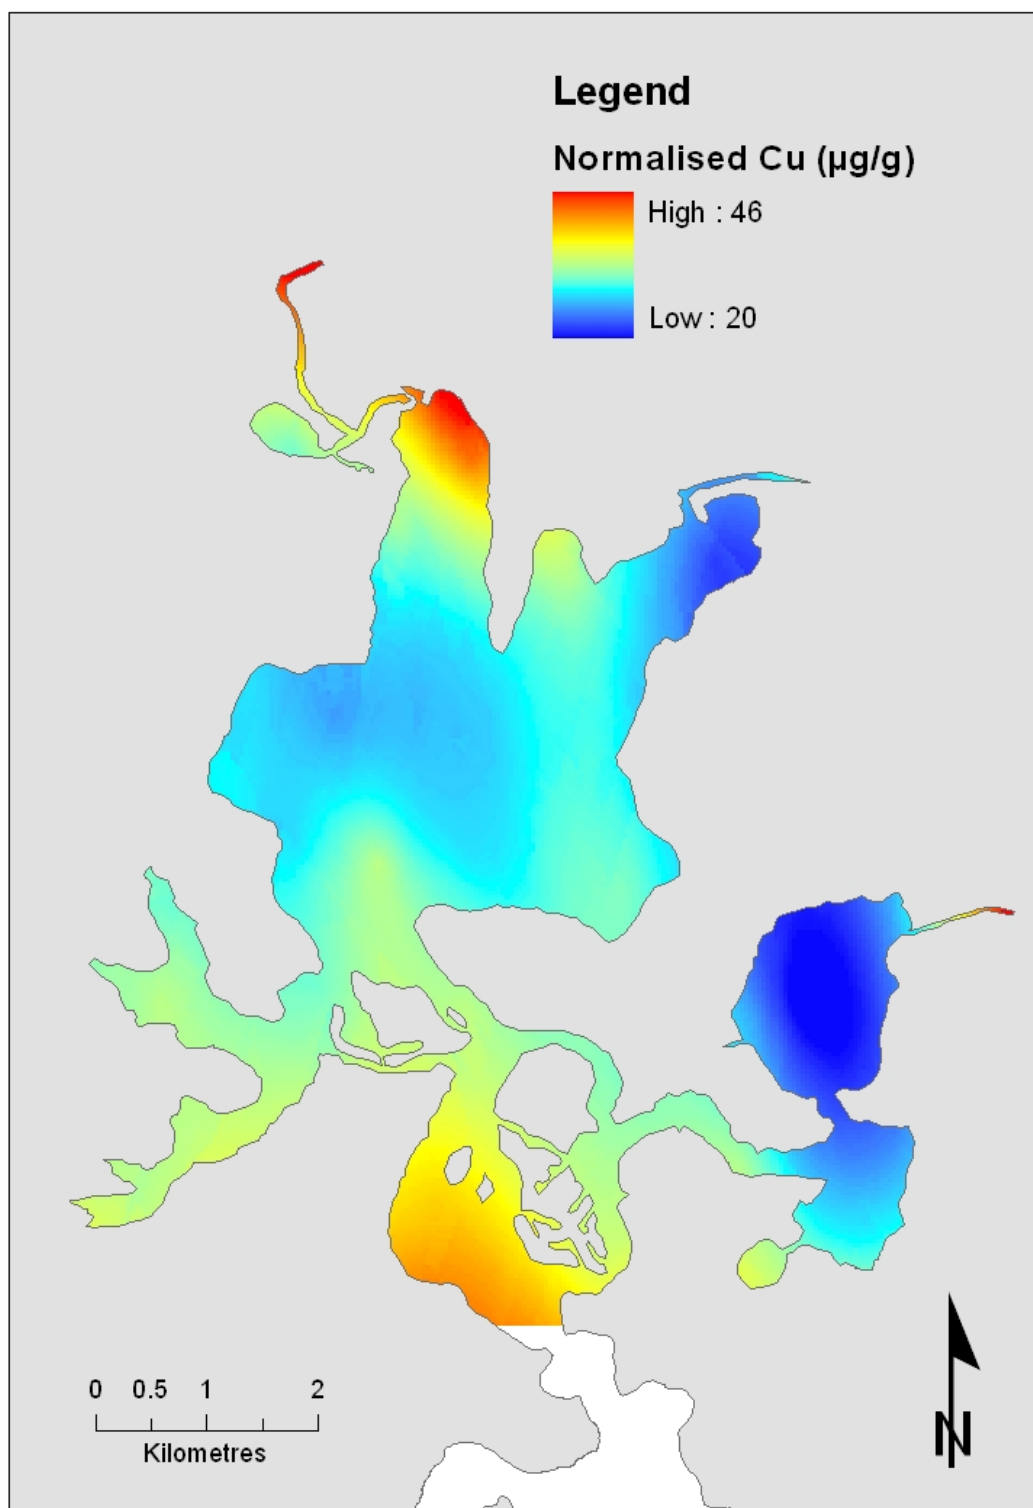 Legend
Normalised Cu (µg/g)
High : 46
Low : 20
0 0.5 1 2
Kilometres
N